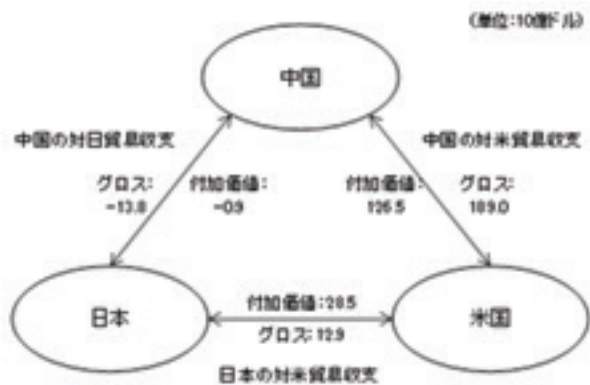 (単位:10億ドル)
中国
中国の対日貿易収支
中国の対米貿易収支
グロス:
-13.8
付加価値:
-0.9
付加価値:
126.5
グロス:
189.0
日本
付加価値:28.5
グロス:12.9
米国
日本の対米貿易収支